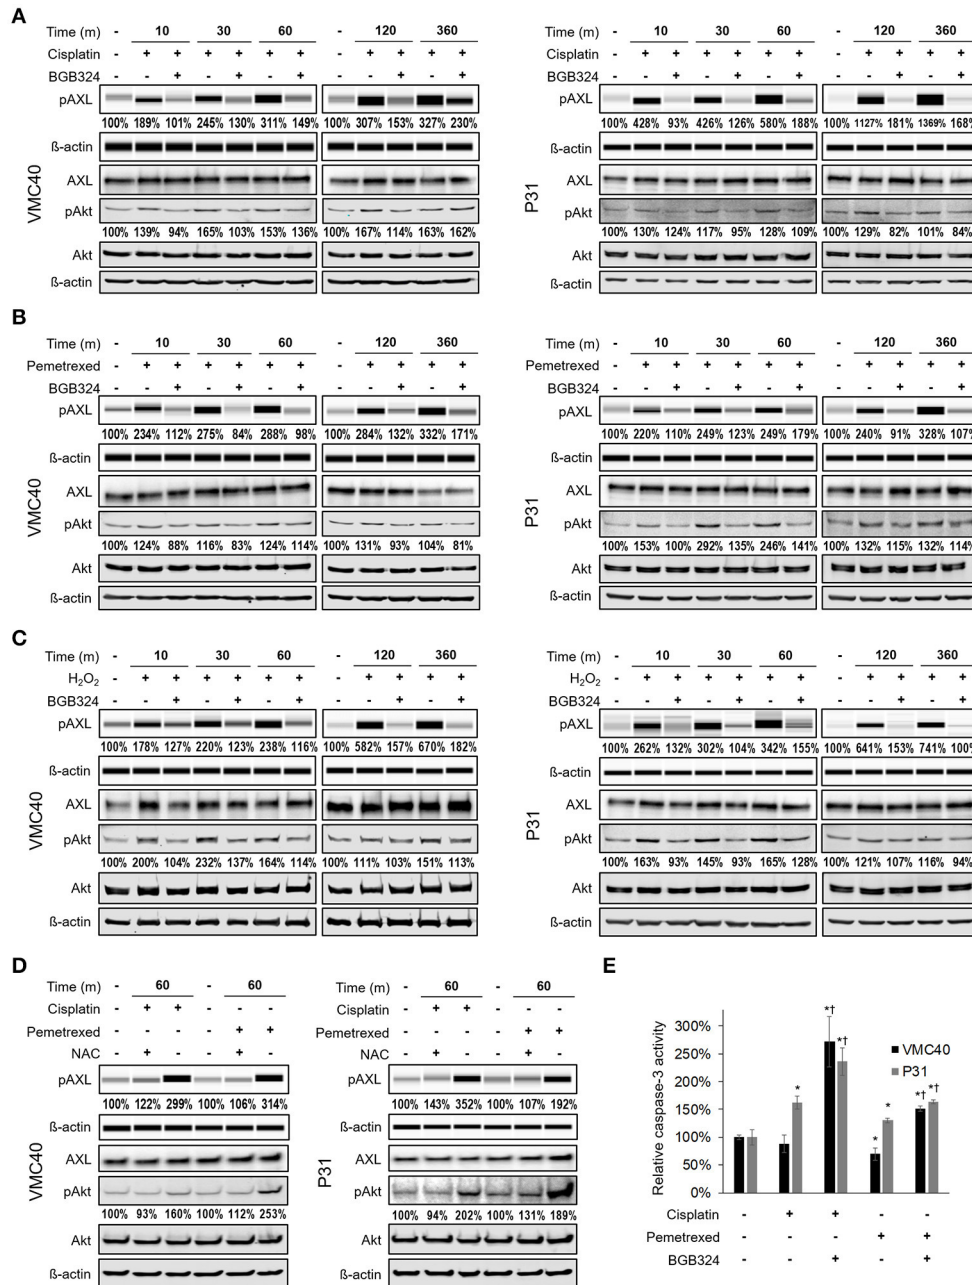 A
Time (m) - 10 30 60 - 120 360
Cisplatin - + + + + + + - + + + +
BGB324 - - + - + - + - - + - +
pAXL
100% 189% 101% 245% 130% 311% 149% 100% 307% 153% 327% 230%
ß-actin
AXL
pAkt
100% 139% 94% 165% 103% 153% 136% 100% 167% 114% 163% 162%
Akt
ß-actin
VMC40
Time (m) - 10 30 60 - 120 360
Cisplatin - + + + + + + - + + + +
BGB324 - - + - + - + - - + - +
pAXL
100% 428% 93% 426% 126% 580% 188% 100% 1127% 181% 1369% 168%
ß-actin
AXL
pAkt
100% 130% 124% 117% 95% 128% 109% 100% 129% 82% 101% 84%
Akt
ß-actin
P31
B
Time (m) - 10 30 60 - 120 360
Pemetrexed - + + + + + + - + + + +
BGB324 - - + - + - + - - + - +
pAXL
100% 234% 112% 275% 84% 288% 98% 100% 284% 132% 332% 171%
ß-actin
AXL
pAkt
100% 124% 88% 116% 83% 124% 114% 100% 131% 93% 104% 81%
Akt
ß-actin
VMC40
Time (m) - 10 30 60 - 120 360
Pemetrexed - + + + + + + - + + + +
BGB324 - - + - + - + - - + - +
pAXL
100% 220% 110% 249% 123% 249% 179% 100% 240% 91% 328% 107%
ß-actin
AXL
pAkt
100% 153% 100% 292% 135% 246% 141% 100% 132% 115% 132% 114%
Akt
ß-actin
P31
C
Time (m) - 10 30 60 - 120 360
H₂O₂ - + + + + + + - + + + +
BGB324 - - + - + - + - - + - +
pAXL
100% 178% 127% 220% 123% 238% 116% 100% 582% 157% 670% 182%
ß-actin
AXL
pAkt
100% 200% 104% 232% 137% 164% 114% 100% 111% 103% 151% 113%
Akt
ß-actin
VMC40
Time (m) - 10 30 60 - 120 360
H₂O₂ - + + + + + + - + + + +
BGB324 - - + - + - + - - + - +
pAXL
100% 262% 132% 302% 104% 342% 155% 100% 641% 153% 741% 100%
ß-actin
AXL
pAkt
100% 163% 93% 145% 93% 165% 128% 100% 121% 107% 116% 94%
Akt
ß-actin
P31
D
Time (m) - 60 - 60
Cisplatin - + + - - -
Pemetrexed - - - - + +
NAC - + - - + -
pAXL
100% 122% 299% 100% 106% 314%
ß-actin
AXL
pAkt
100% 93% 160% 100% 112% 253%
Akt
ß-actin
VMC40
Time (m) - 60 - 60
Cisplatin - + + - - -
Pemetrexed - - - - + +
NAC - + - - + -
pAXL
100% 143% 352% 100% 107% 192%
ß-actin
AXL
pAkt
100% 94% 202% 100% 131% 189%
Akt
ß-actin
P31
E
Relative caspase-3 activity
300%
250%
200%
150%
100%
50%
0%
* *† *† * * *† *†
VMC40
P31
Cisplatin - + + - -
Pemetrexed - - - + +
BGB324 - - + - +